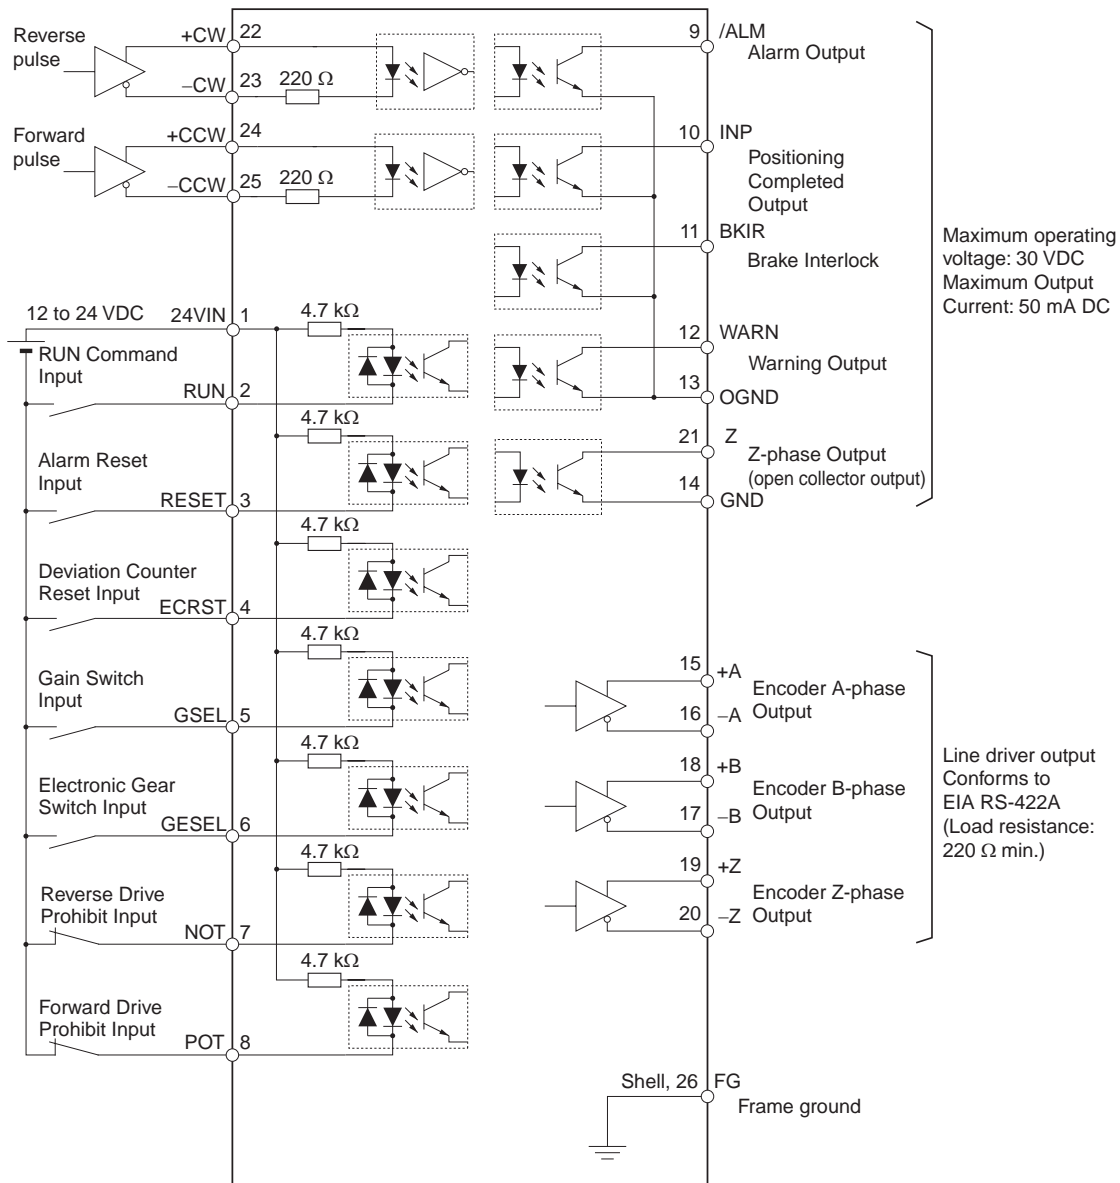 Reverse
pulse
+CW
22
−CW
23
220 Ω
Forward
pulse
+CCW
24
−CCW
25
220 Ω
12 to 24 VDC
24VIN
1
4.7 kΩ
RUN Command
Input
RUN
2
4.7 kΩ
Alarm Reset
Input
RESET
3
4.7 kΩ
Deviation Counter
Reset Input
ECRST
4
4.7 kΩ
Gain Switch
Input
GSEL
5
4.7 kΩ
Electronic Gear
Switch Input
GESEL
6
4.7 kΩ
Reverse Drive
Prohibit Input
NOT
7
4.7 kΩ
Forward Drive
Prohibit Input
POT
8
9
/ALM
Alarm Output
10
INP
Positioning
Completed
Output
11
BKIR
Brake Interlock
12
WARN
Warning Output
13
OGND
21
Z
Z-phase Output
(open collector output)
14
GND
Maximum operating
voltage: 30 VDC
Maximum Output
Current: 50 mA DC
15
+A
Encoder A-phase
Output
16
−A
18
+B
Encoder B-phase
Output
17
−B
19
+Z
Encoder Z-phase
Output
20
−Z
Line driver output
Conforms to
EIA RS-422A
(Load resistance:
220 Ω min.)
Shell, 26
FG
Frame ground